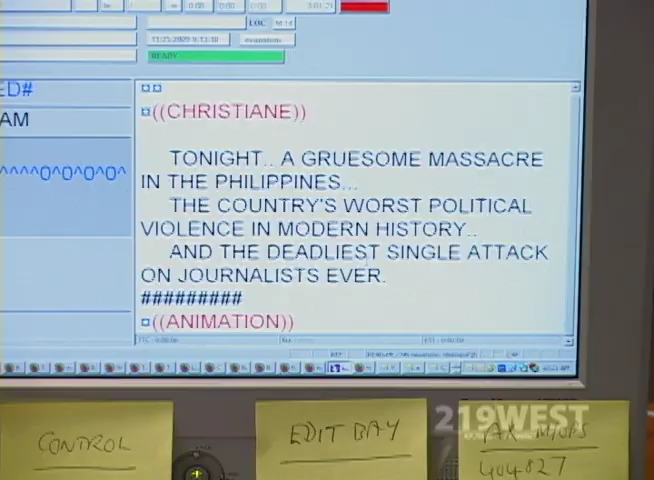 LOC
READY
ED#
AM
^^^^^0^0^0^0^
¤¤
¤((CHRISTIANE))
TONIGHT.. A GRUESOME MASSACRE
IN THE PHILIPPINES...
THE COUNTRY'S WORST POLITICAL
VIOLENCE IN MODERN HISTORY..
AND THE DEADLIEST SINGLE ATTACK
ON JOURNALISTS EVER.
#########
¤((ANIMATION))
CONTROL
EDIT BAY
219WEST
404827